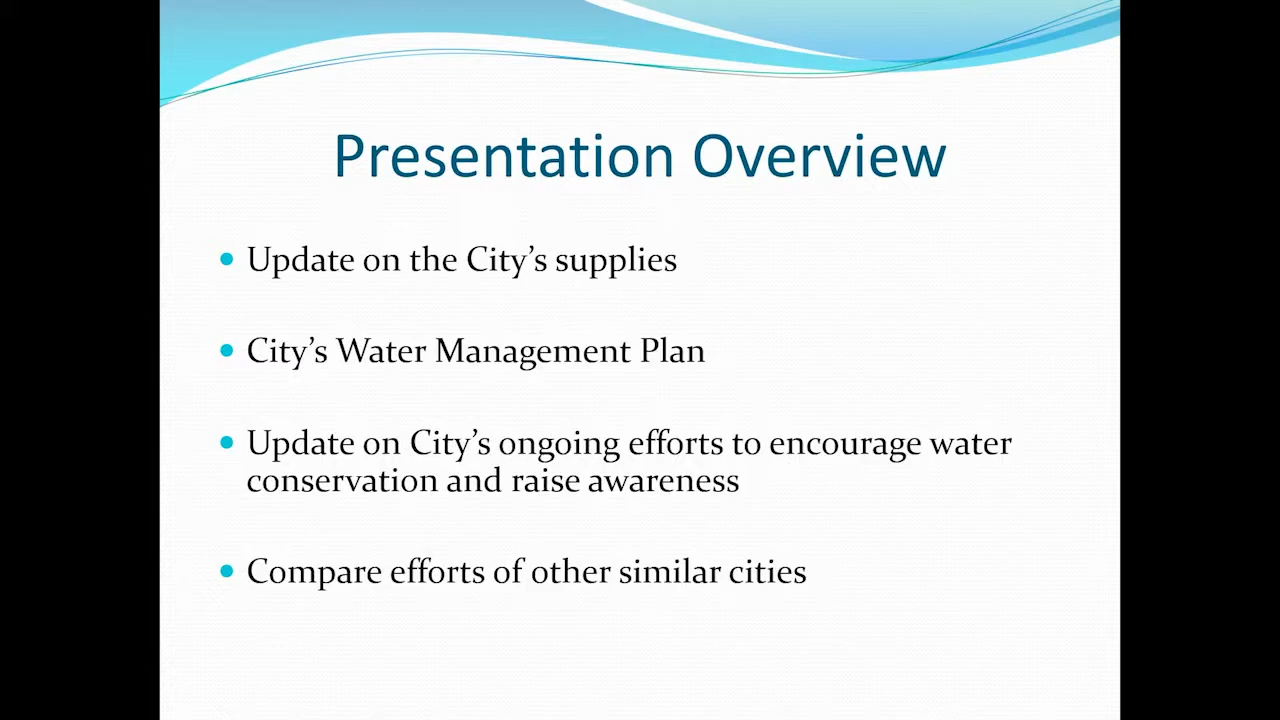 Presentation Overview
• Update on the City’s supplies
• City’s Water Management Plan
• Update on City’s ongoing efforts to encourage water
conservation and raise awareness
• Compare efforts of other similar cities